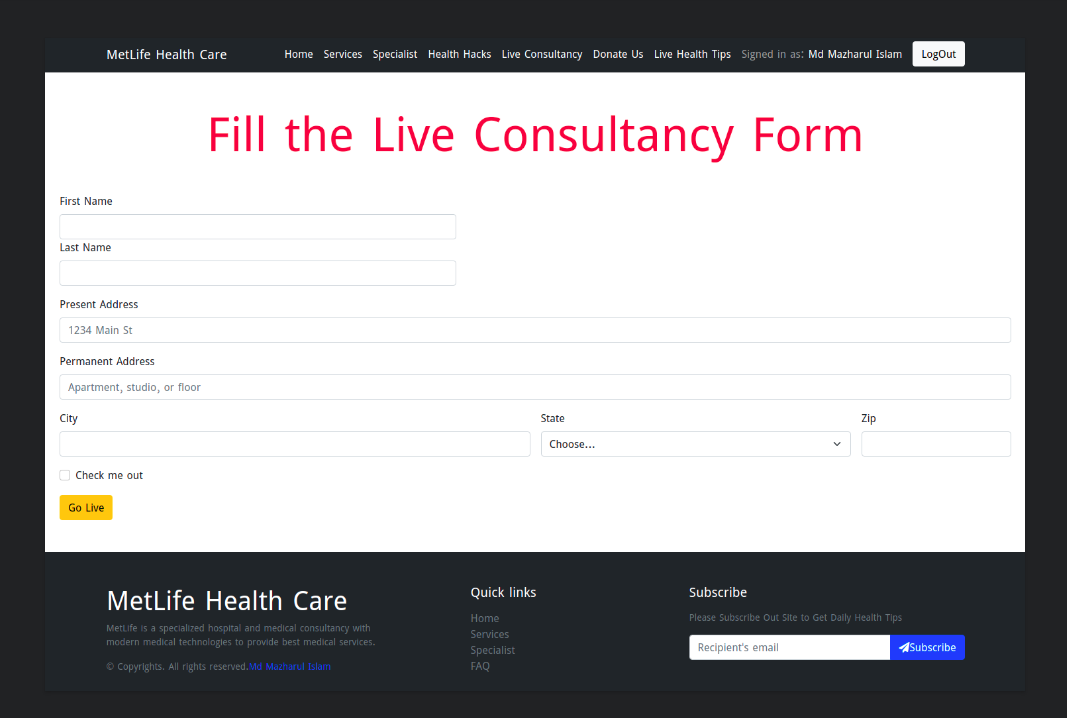 MetLife Health Care Home Services Specialist Health Hacks Live Consultancy Donate Us Live Health Tips Signed in as: Md Mazharul Islam LogOut
Fill the Live Consultancy Form
First Name
Last Name
Present Address
1234 Main St
Permanent Address
Apartment, studio, or floor
City State Zip
Choose...
Check me out
Go Live
MetLife Health Care
MetLife is a specialized hospital and medical consultancy with
modern medical technologies to provide best medical services.
© Copyrights. All rights reserved.Md Mazharul Islam
Quick links
Home
Services
Specialist
FAQ
Subscribe
Please Subscribe Out Site to Get Daily Health Tips
Recipient's email Subscribe